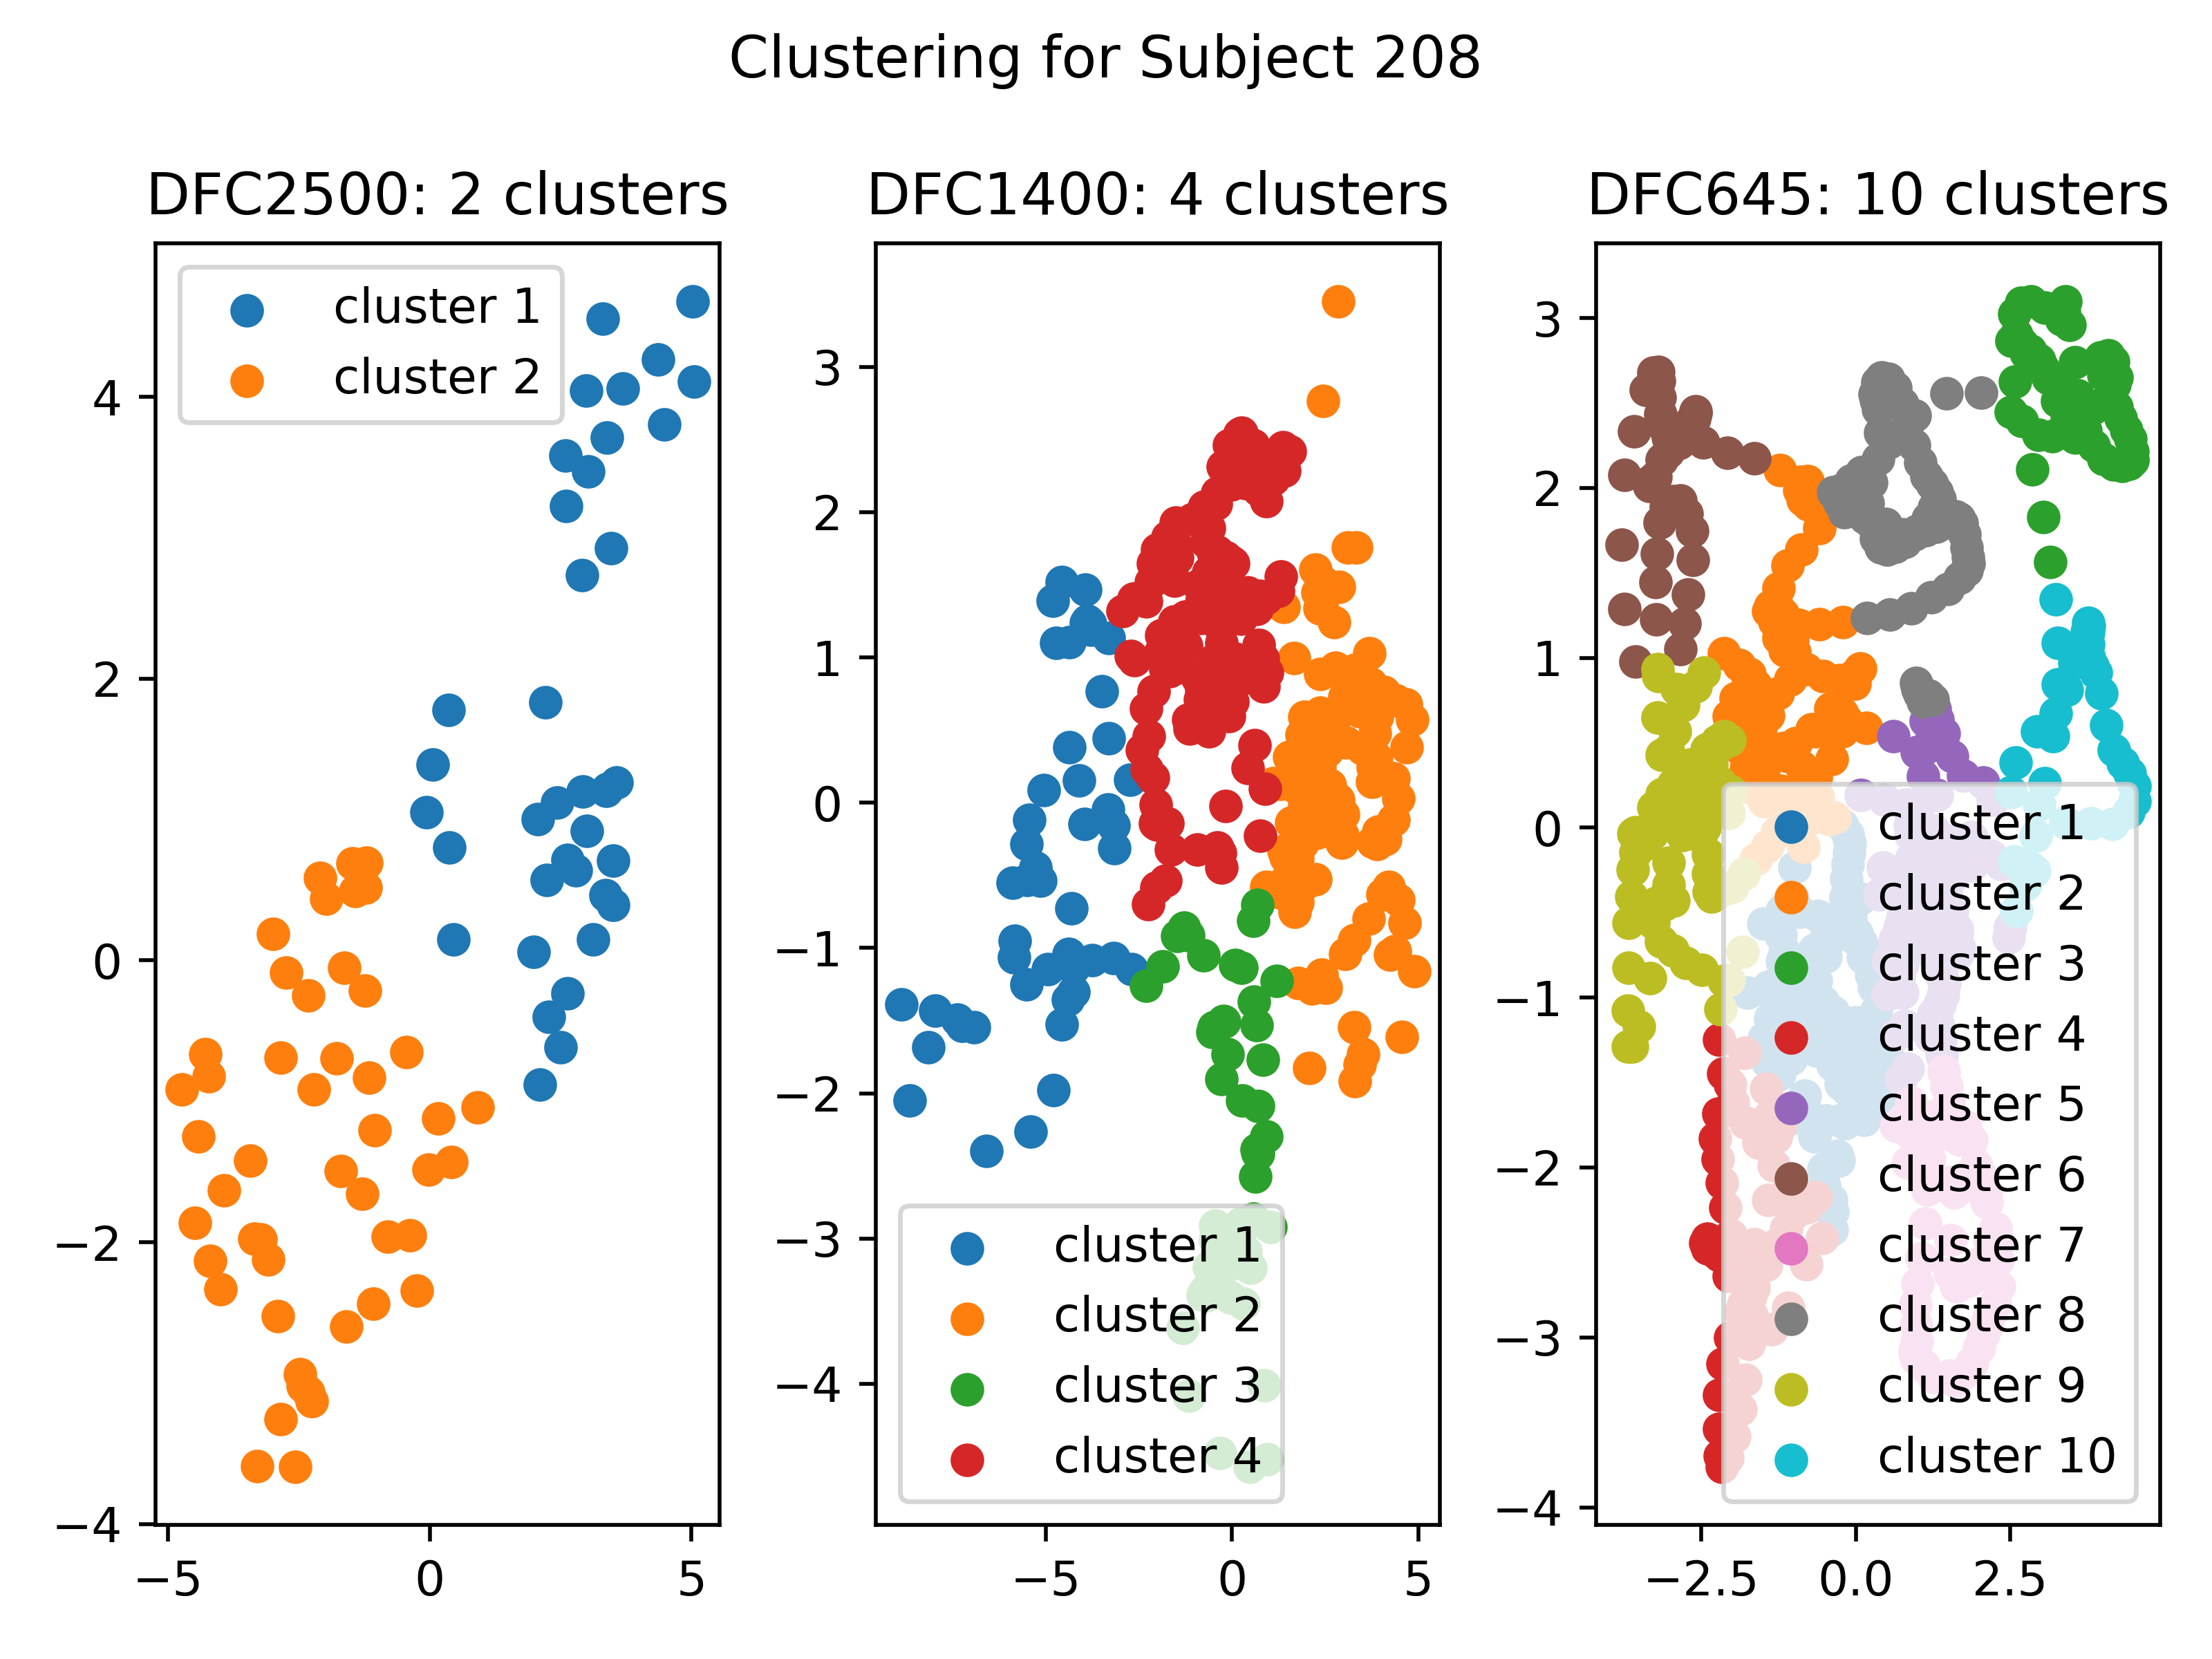 Clustering for Subject 208
DFC2500: 2 clusters
cluster 1
cluster 2
4
2
0
−2
−4
−5
0
5
DFC1400: 4 clusters
3
2
1
0
−1
−2
−3
−4
cluster 1
cluster 2
cluster 3
cluster 4
−5
0
5
DFC645: 10 clusters
3
2
1
0
−1
−2
−3
−4
cluster 1
cluster 2
cluster 3
cluster 4
cluster 5
cluster 6
cluster 7
cluster 8
cluster 9
cluster 10
−2.5
0.0
2.5